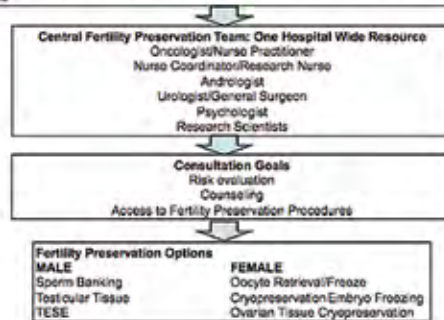 Central Fertility Preservation Team: One Hospital Wide Resource
Oncologist/Nurse Practitioner
Nurse Coordinator/Research Nurse
Andrologist
Urologist/General Surgeon
Psychologist
Research Scientists
Consultation Goals
Risk evaluation
Counseling
Access to Fertility Preservation Procedures
Fertility Preservation Options
MALE FEMALE
Sperm Banking Oocyte Retrieval/Freeze
Testicular Tissue Cryopreservation Embryo Freezing
TESE Ovarian Tissue Cryopreservation